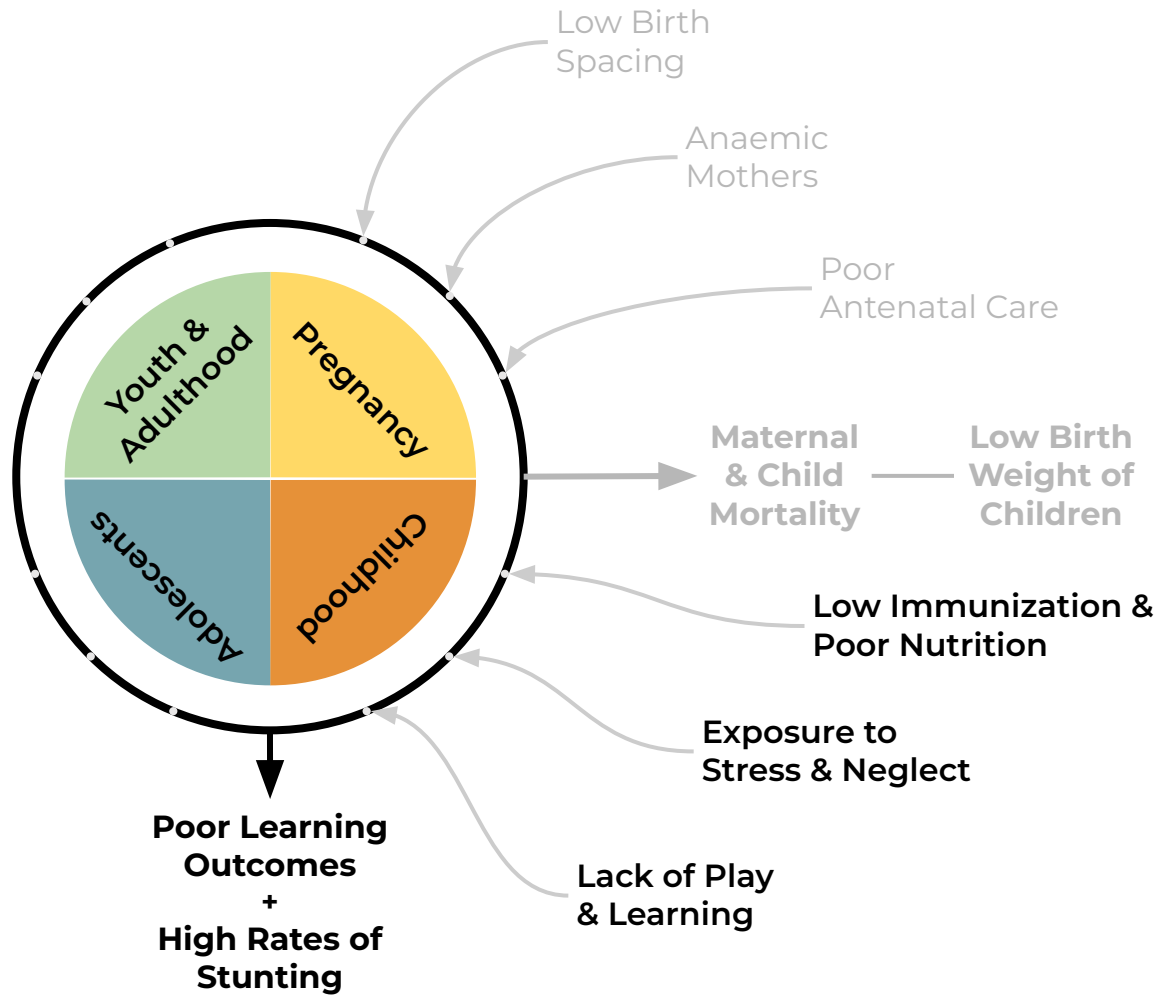 Low Birth
Spacing
Anaemic
Mothers
Poor
Antenatal Care
Youth &
Adulthood
Pregnancy
Adolescents
Childhood
Maternal
& Child
Mortality
Low Birth
Weight of
Children
Low Immunization &
Poor Nutrition
Exposure to
Stress & Neglect
Lack of Play
& Learning
Poor Learning
Outcomes
+
High Rates of
Stunting